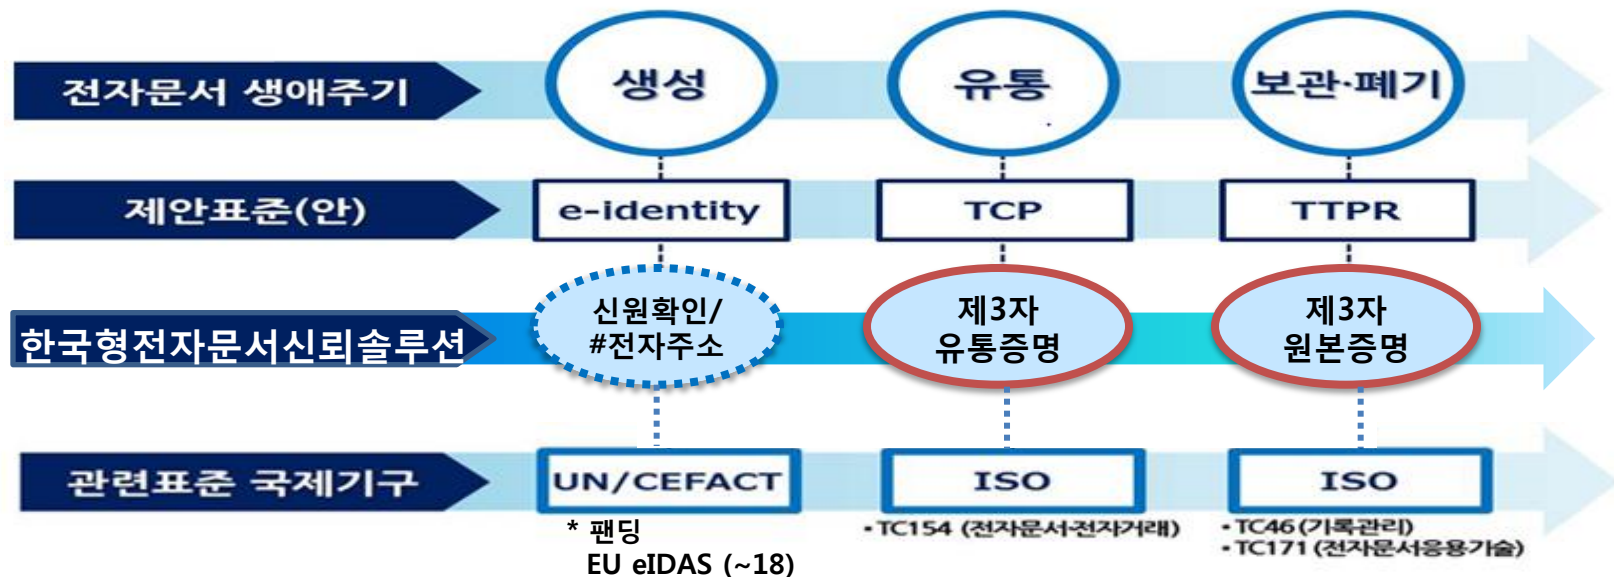 전자문서 생애주기
생성
유통
보관·폐기
제안표준(안)
e-identity
TCP
TTPR
한국형전자문서신뢰솔루션
신원확인/
#전자주소
제3자
유통증명
제3자
원본증명
관련표준 국제기구
UN/CEFACT
ISO
ISO
* 팬딩
EU eIDAS (~18)
•TC154 (전자문서·전자거래)
•TC46 (기록관리)
•TC171 (전자문서응용기술)